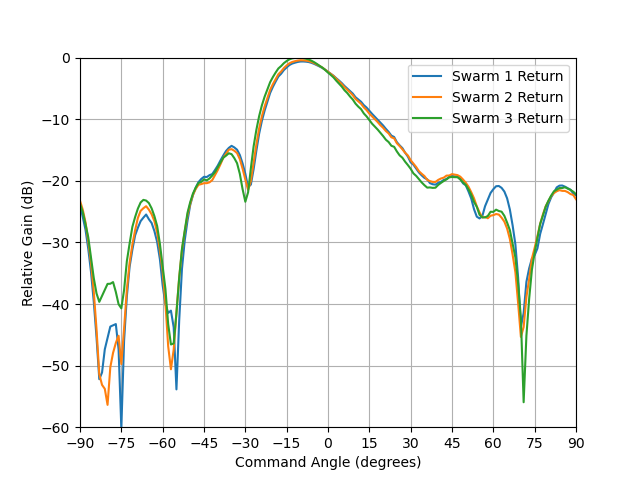 Swarm 1 Return
Swarm 2 Return
Swarm 3 Return
Relative Gain (dB)
0
−10
−20
−30
−40
−50
−60
−90 −75 −60 −45 −30 −15 0 15 30 45 60 75 90
Command Angle (degrees)